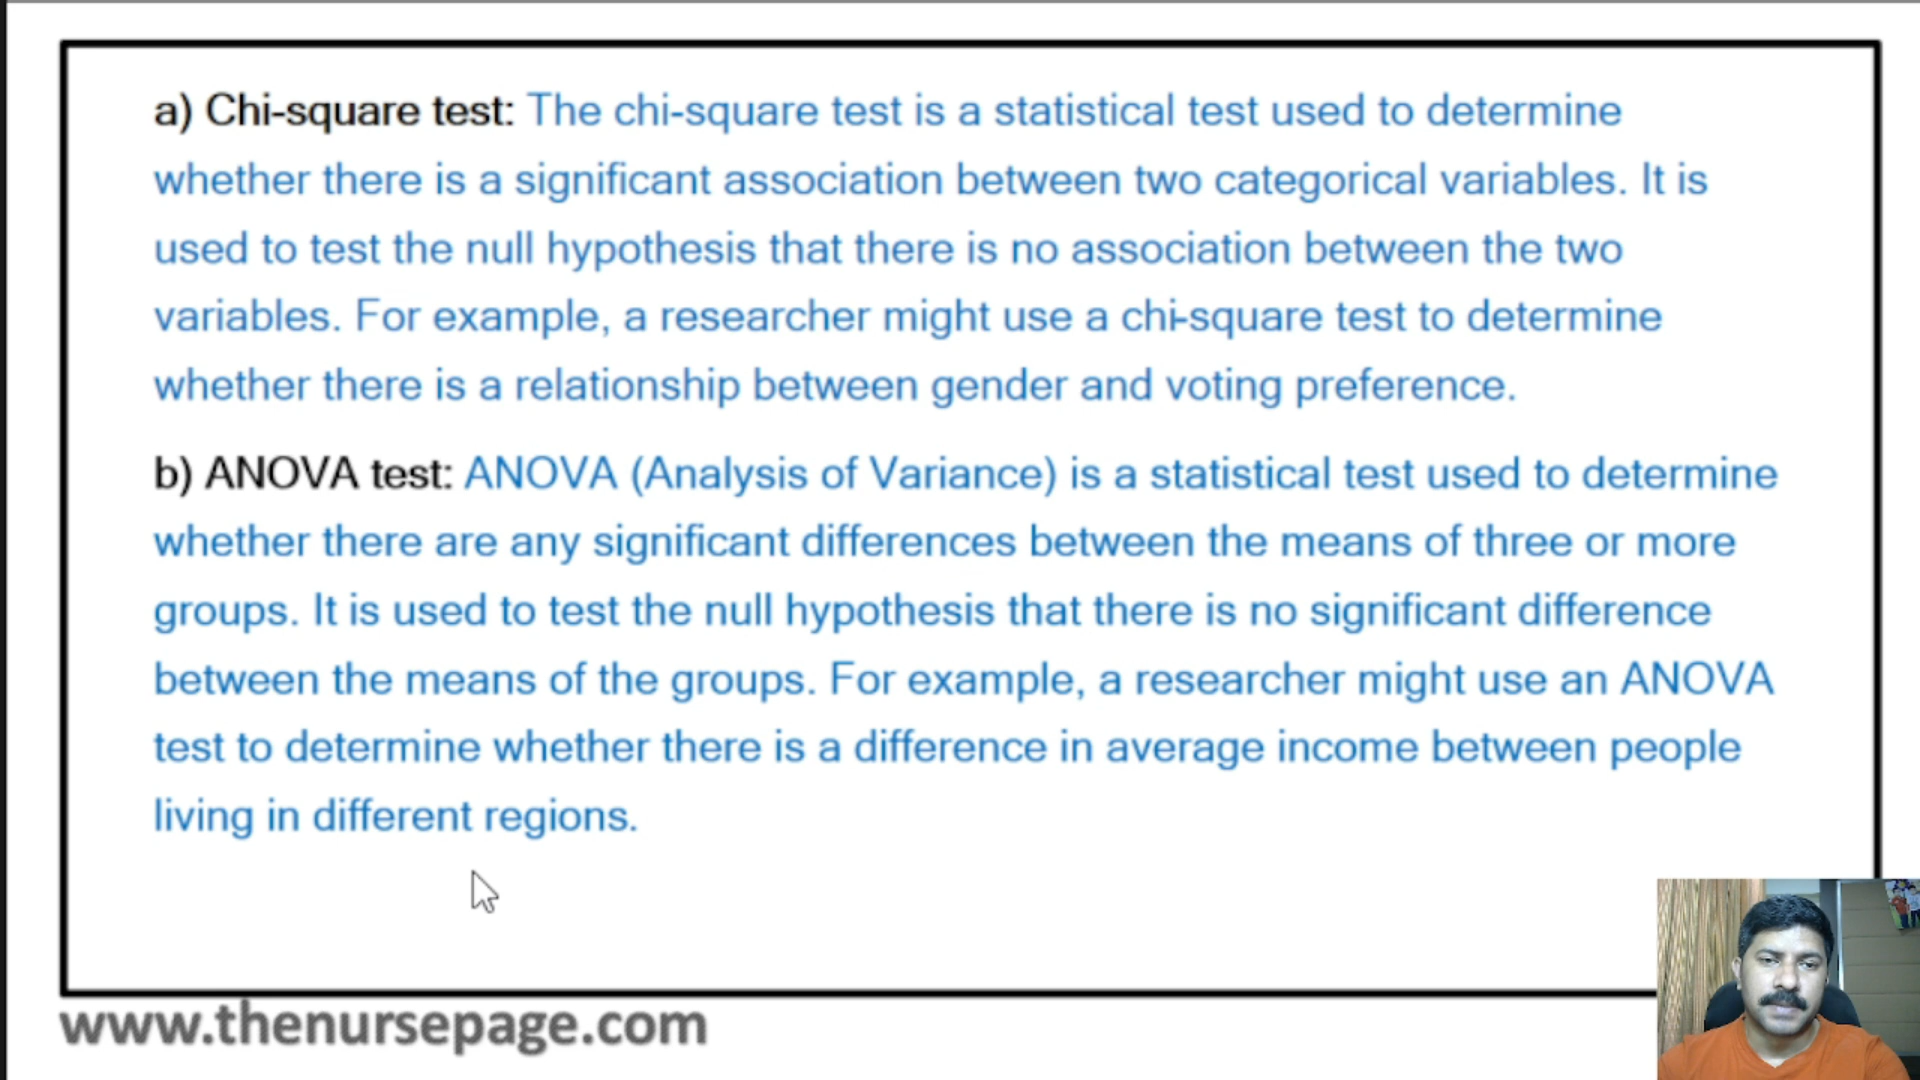 a) Chi-square test: The chi-square test is a statistical test used to determine
whether there is a significant association between two categorical variables. It is
used to test the null hypothesis that there is no association between the two
variables. For example, a researcher might use a chi-square test to determine
whether there is a relationship between gender and voting preference.
b) ANOVA test: ANOVA (Analysis of Variance) is a statistical test used to determine
whether there are any significant differences between the means of three or more
groups. It is used to test the null hypothesis that there is no significant difference
between the means of the groups. For example, a researcher might use an ANOVA
test to determine whether there is a difference in average income between people
living in different regions.
www.thenursepage.com